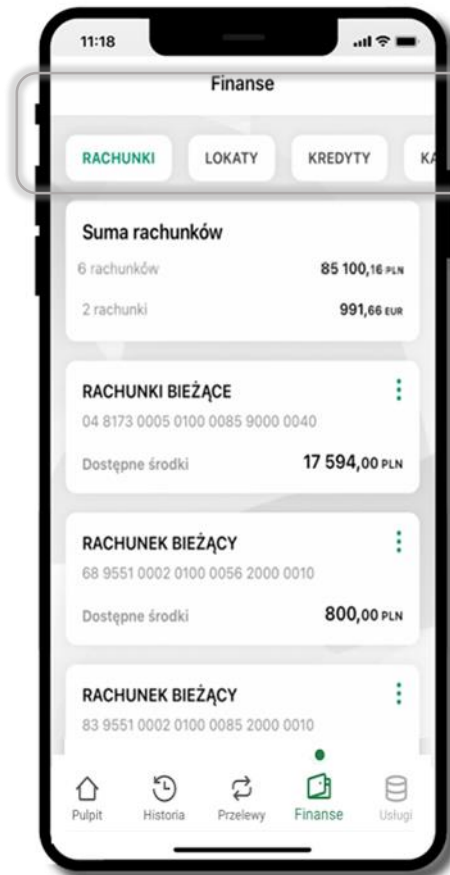 11:18
Finanse
RACHUNKI LOKATY KREDYTY KA
Suma rachunków
6 rachunków 85 100,16 PLN
2 rachunki 991,66 EUR
RACHUNKI BIEŻĄCE
04 8173 0005 0100 0085 9000 0040
Dostępne środki 17 594,00 PLN
RACHUNEK BIEŻĄCY
68 9551 0002 0100 0056 2000 0010
Dostępne środki 800,00 PLN
RACHUNEK BIEŻĄCY
83 9551 0002 0100 0085 2000 0010
Pulpit Historia Przelewy Finanse Usługi